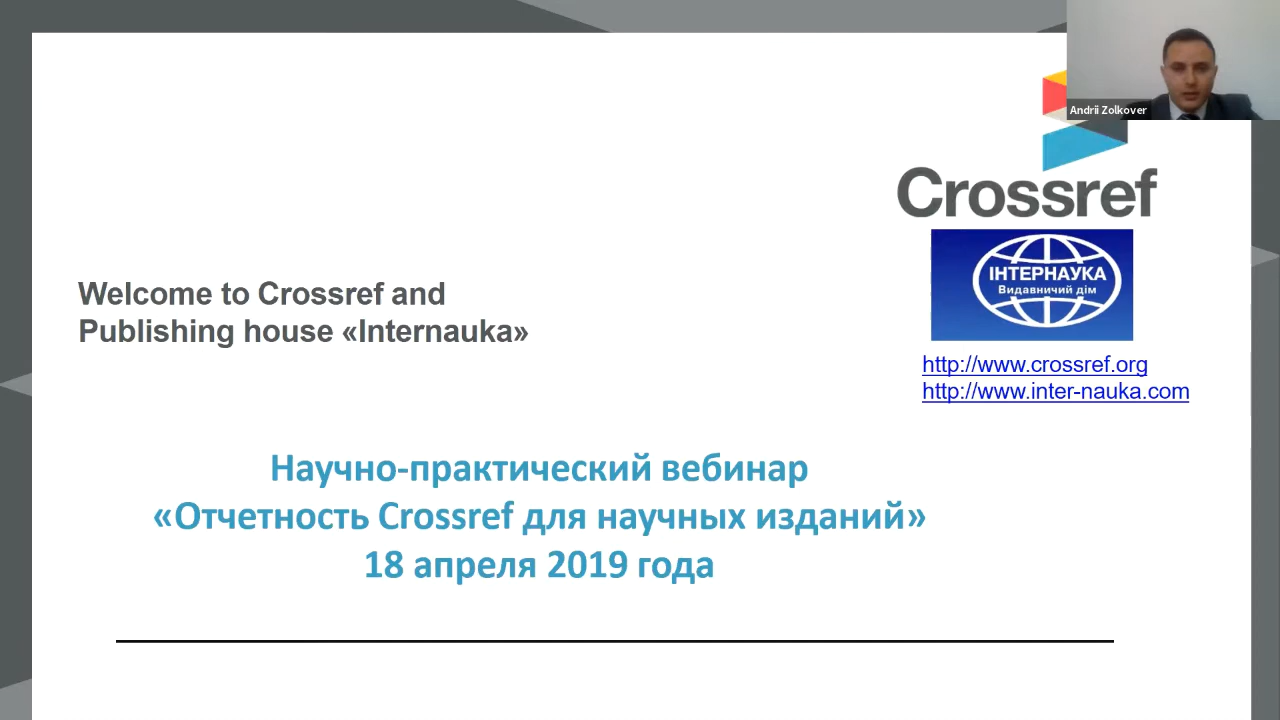 Andrii Zolkover
Crossref
ІНТЕРНАУКА
Видавничий дім
Welcome to Crossref and
Publishing house «Internauka»
http://www.crossref.org
http://www.inter-nauka.com
Научно-практический вебинар
«Отчетность Crossref для научных изданий»
18 апреля 2019 года